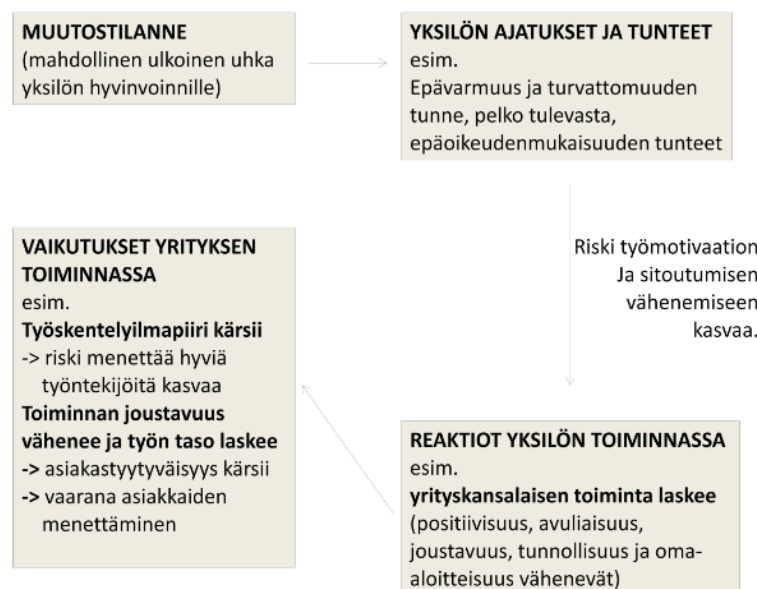 MUUTOSTILANNE
(mahdollinen ulkoinen uhka
yksilön hyvinvoinnille)
YKSILÖN AJATUKSET JA TUNTEET
esim.
Epävarmuus ja turvattomuuden
tunne, pelko tulevasta,
epäoikeudenmukaisuuden tunteet
Riski työmotivaation
Ja sitoutumisen
vähenemiseen
kasvaa.
REAKTIOT YKSILÖN TOIMINNASSA
esim.
yrityskansalaisen toiminta laskee
(positiivisuus, avuliaisuus,
joustavuus, tunnollisuus ja oma-
aloitteisuus vähenevät)
VAIKUTUKSET YRITYKSEN
TOIMINNASSA
esim.
Työskentelyilmapiiri kärsii
-> riski menettää hyviä
työntekijöitä kasvaa
Toiminnan joustavuus
vähenee ja työn taso laskee
-> asiakastyytyväisyys kärsii
-> vaarana asiakkaiden
menettäminen